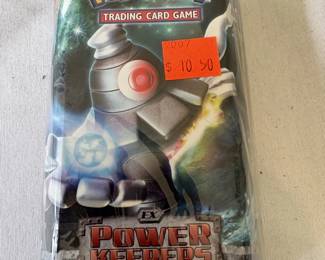 TRADING CARD GAME
2007
$ 10.50
EX
POWER
KEEPERS